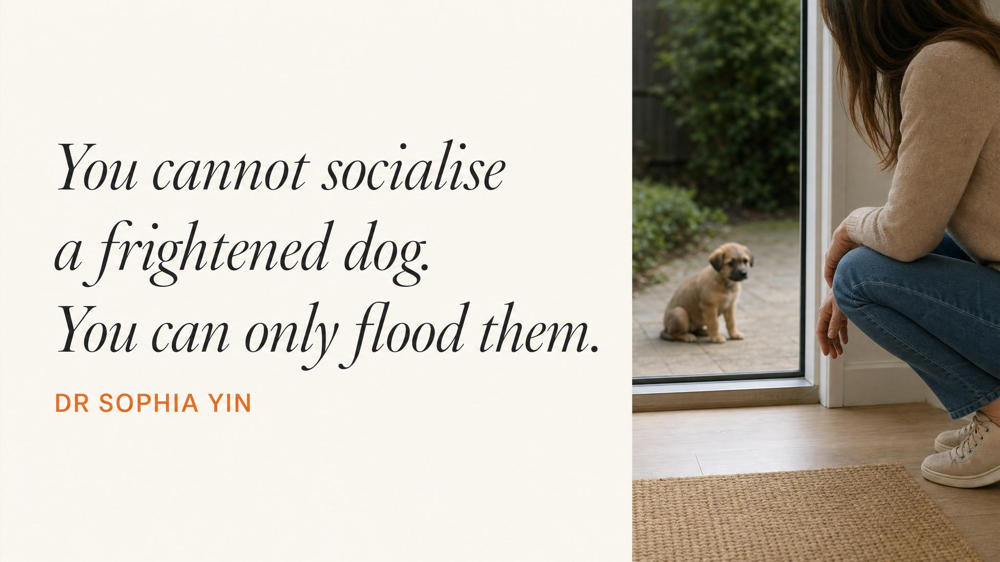 You cannot socialise
a frightened dog.
You can only flood them.
DR SOPHIA YIN